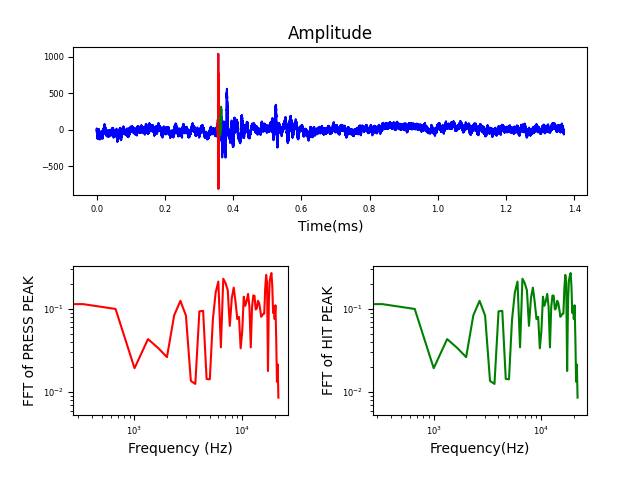 Amplitude
1000
500
0
−500
0.0 0.2 0.4 0.6 0.8 1.0 1.2 1.4
Time(ms)
FFT of PRESS PEAK
10⁻¹
10⁻²
10³ 10⁴
Frequency (Hz)
FFT of HIT PEAK
10⁻¹
10⁻²
10³ 10⁴
Frequency(Hz)